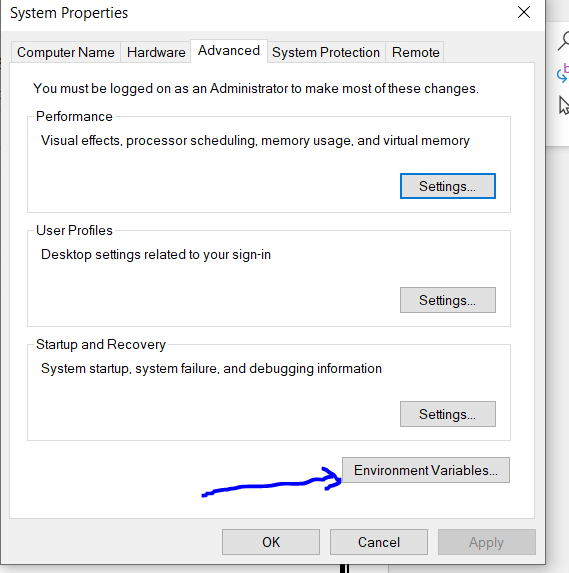 System Properties
Computer Name
Hardware
Advanced
System Protection
Remote
You must be logged on as an Administrator to make most of these changes.
Performance
Visual effects, processor scheduling, memory usage, and virtual memory
Settings...
User Profiles
Desktop settings related to your sign-in
Settings...
Startup and Recovery
System startup, system failure, and debugging information
Settings...
Environment Variables...
OK
Cancel
Apply